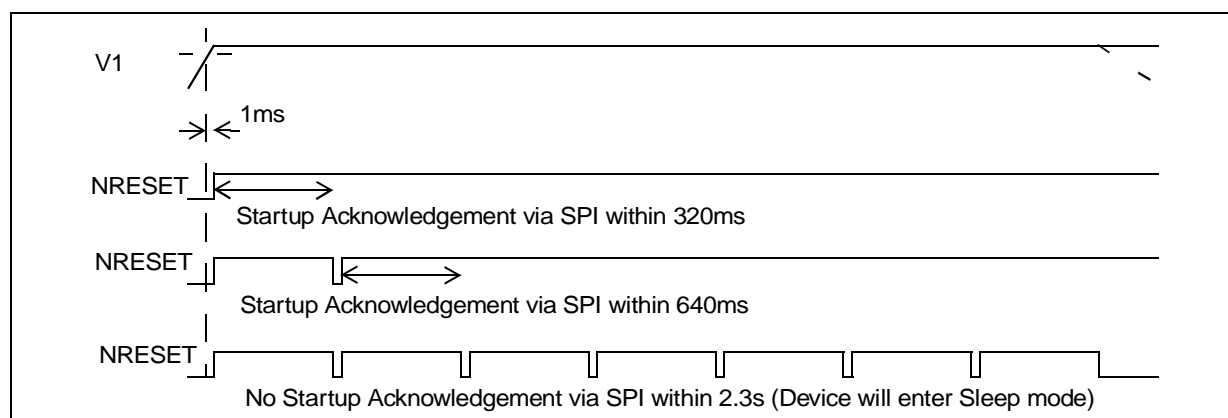 V1
1ms
NRESET
Startup Acknowledgement via SPI within 320ms
NRESET
Startup Acknowledgement via SPI within 640ms
NRESET
No Startup Acknowledgement via SPI within 2.3s (Device will enter Sleep mode)